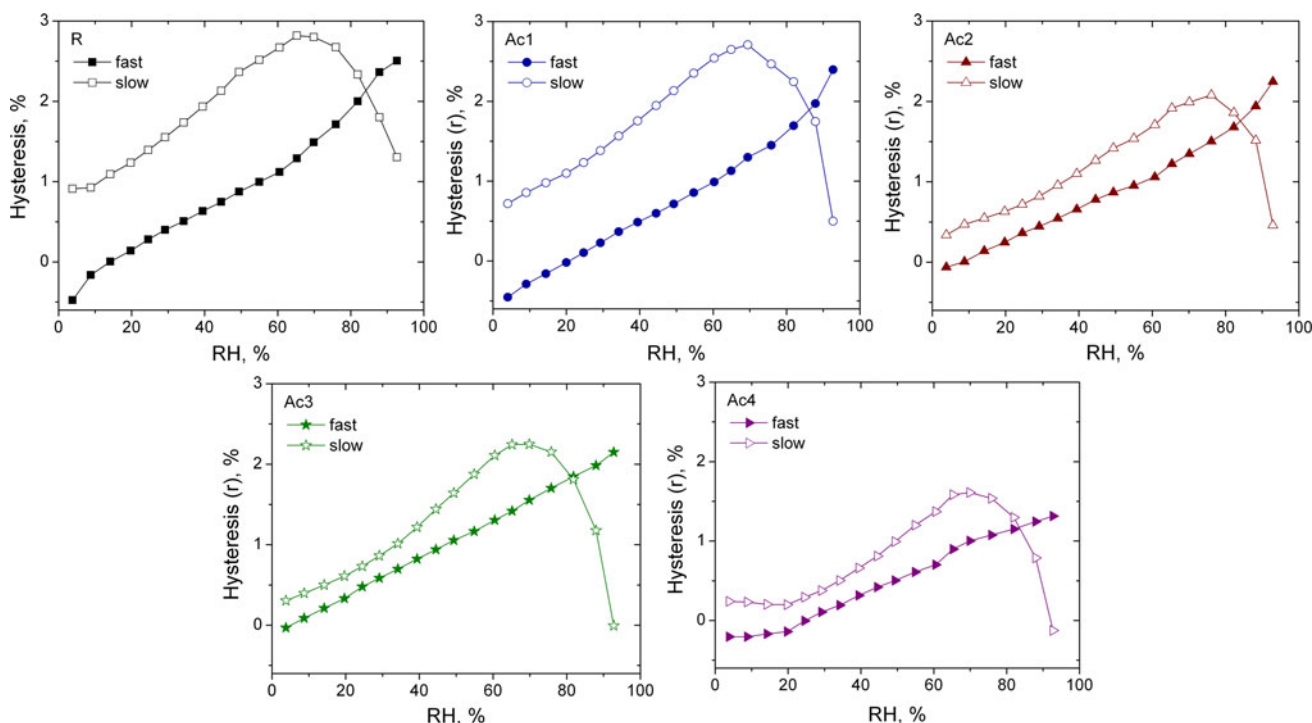 R
fast
slow
Hysteresis, %
3
2
1
0
0 20 40 60 80 100
RH, %
Ac1
fast
slow
Hysteresis (r), %
3
2
1
0
0 20 40 60 80 100
RH, %
Ac2
fast
slow
Hysteresis (r), %
3
2
1
0
0 20 40 60 80 100
RH, %
Ac3
fast
slow
Hysteresis (r), %
3
2
1
0
0 20 40 60 80 100
RH, %
Ac4
fast
slow
Hysteresis (r), %
3
2
1
0
0 20 40 60 80 100
RH, %